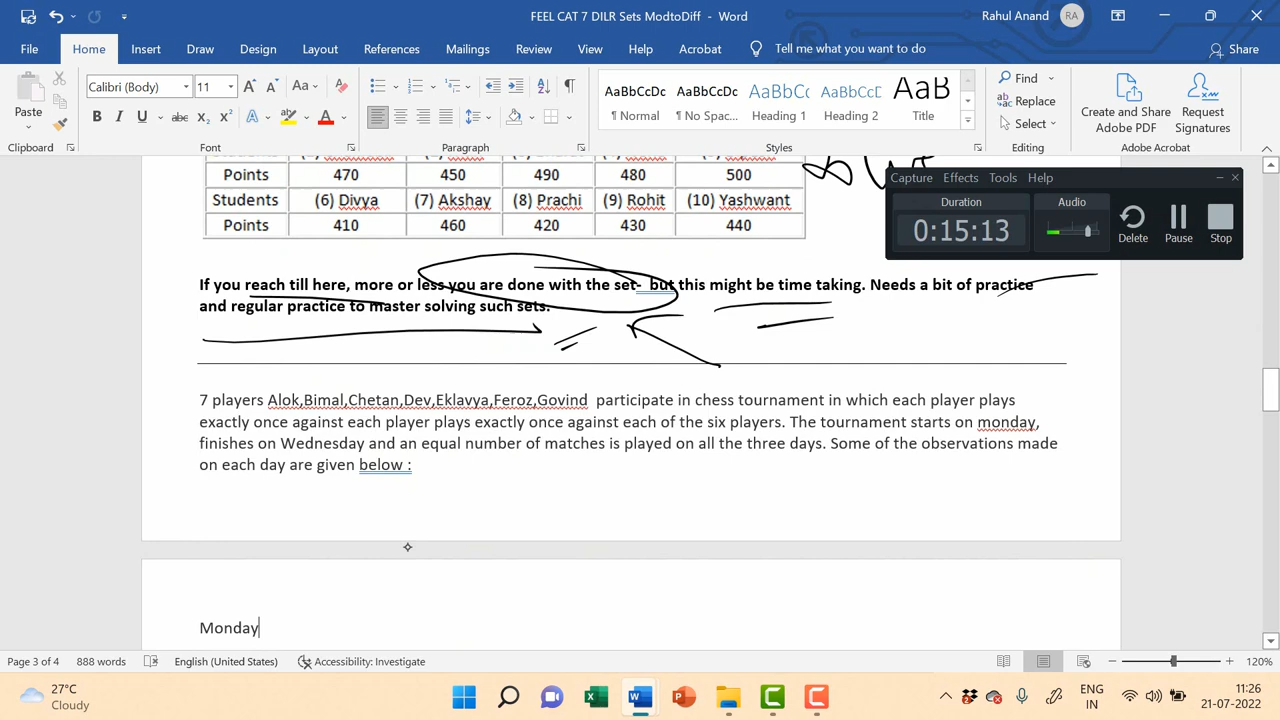 FEEL CAT 7 DILR Sets ModtoDiff - Word
Rahul Anand RA
File Home Insert Draw Design Layout References Mailings Review View Help Acrobat Tell me what you want to do Share
Paste
Calibri (Body) 11
AaBbCcDc AaBbCcDc AaBbCc AaBbCcD AaB
¶ Normal ¶ No Spac... Heading Heading 2 Title
Find
Replace
Select
Create and Share Adobe PDF
Request Signatures
Clipboard Font Paragraph Styles Editing Adobe Acrobat
Points 470 450 490 480 500
Students (6) Divya (7) Akshay (8) Prachi (9) Rohit (10) Yashwant
Points 410 460 420 430 440
Capture Effects Tools Help
Duration Audio
0:15:13
Delete Pause Stop
If you reach till here, more or less you are done with the set- but this might be time taking. Needs a bit of practice
and regular practice to master solving such sets.
7 players Alok,Bimal,Chetan,Dev,Eklavya,Feroz,Govind participate in chess tournament in which each player plays
exactly once against each player plays exactly once against each of the six players. The tournament starts on monday,
finishes on Wednesday and an equal number of matches is played on all the three days. Some of the observations made
on each day are given below :
Monday
Page 3 of 4 888 words English (United States) Accessibility: Investigate 120%
27°C
Cloudy
ENG
IN
11:26
21-07-2022